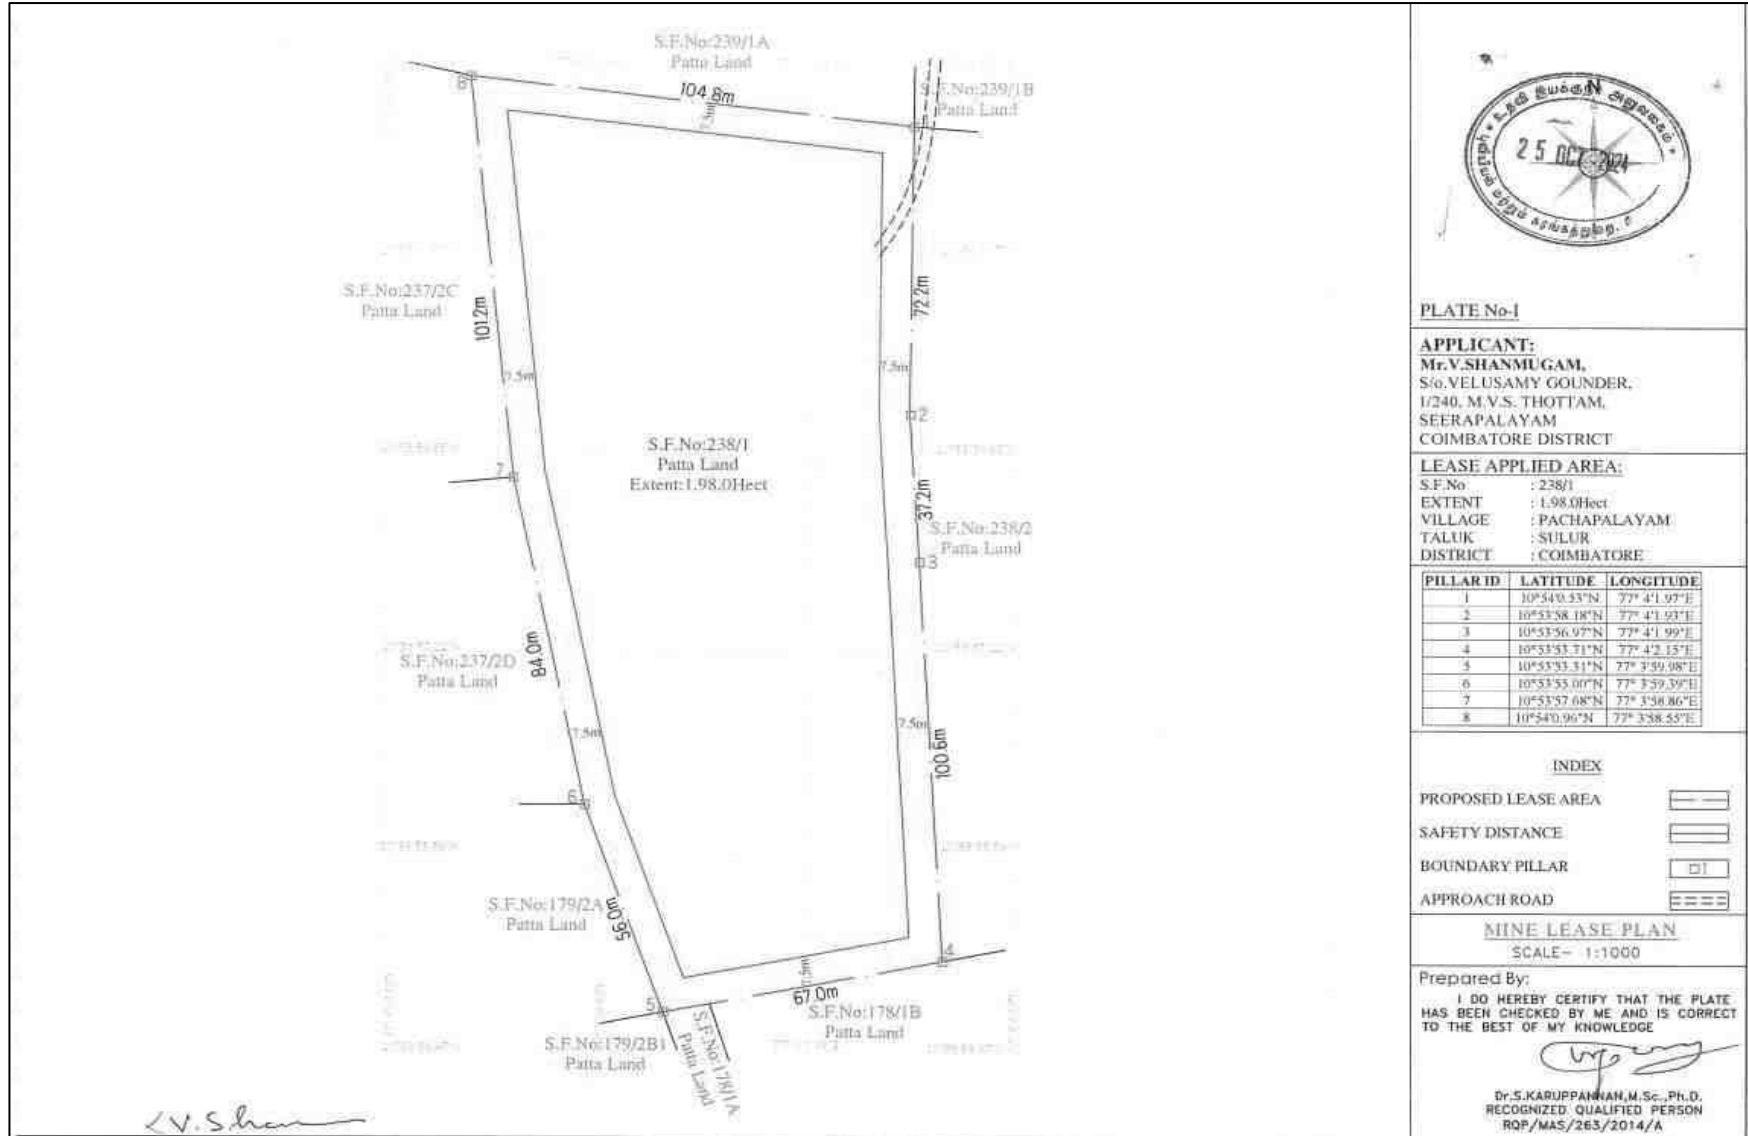 S.F.No:239/1A
Patta Land
8
104.8m
7.5m
S.F.No:239/1B
Patta Land
1
S.F.No:237/2C
Patta Land
101.2m
7.5m
72.2m
7.5m
2
S.F.No:238/1
Patta Land
Extent:1.98.0Hect
7
37.2m
S.F.No:238/2
Patta Land
3
S.F.No:237/2D
Patta Land
84.0m
7.5m
7.5m
100.6m
6
S.F.No:179/2A
Patta Land
56.0m
4
7.5m
67.0m
5
S.F.No:178/1B
Patta Land
S.F.No:179/2B1
Patta Land
S.F.No:178/1A
Patta Land
V.Shan
N
உதவி இயக்குநர் அலுவலகம்
25 OCT 2024
PLATE No-I
APPLICANT:
Mr.V.SHANMUGAM,
S/o.VELUSAMY GOUNDER,
1/240, M.V.S. THOTTAM,
SEERAPALAYAM
COIMBATORE DISTRICT
LEASE APPLIED AREA:
S.F.No : 238/1
EXTENT : 1.98.0Hect
VILLAGE : PACHAPALAYAM
TALUK : SULUR
DISTRICT : COIMBATORE
PILLAR ID LATITUDE LONGITUDE
1 10°54'0.53"N 77° 4'1.97"E
2 10°53'58.18"N 77° 4'1.93"E
3 10°53'56.97"N 77° 4'1.99"E
4 10°53'53.71"N 77° 4'2.15"E
5 10°53'53.31"N 77° 3'59.98"E
6 10°53'55.00"N 77° 3'59.39"E
7 10°53'57.68"N 77° 3'58.86"E
8 10°54'0.96"N 77° 3'58.55"E
INDEX
PROPOSED LEASE AREA
SAFETY DISTANCE
BOUNDARY PILLAR 1
APPROACH ROAD
MINE LEASE PLAN
SCALE- 1:1000
Prepared By:
I DO HEREBY CERTIFY THAT THE PLATE
HAS BEEN CHECKED BY ME AND IS CORRECT
TO THE BEST OF MY KNOWLEDGE
Dr.S.KARUPPANNAN,M.Sc.,Ph.D.
RECOGNIZED QUALIFIED PERSON
RQP/MAS/263/2014/A